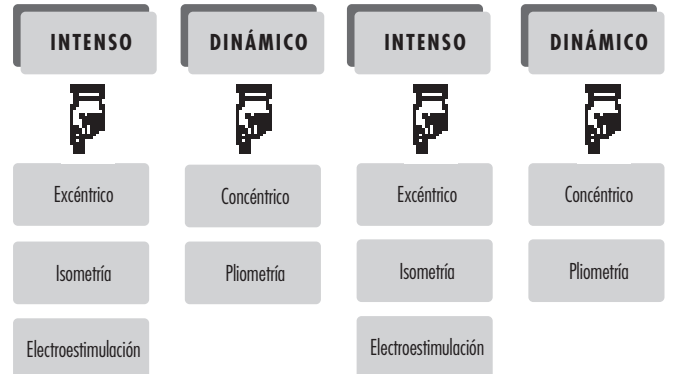 INTENSO
DINÁMICO
INTENSO
DINÁMICO
Excéntrico
Concéntrico
Excéntrico
Concéntrico
Isometría
Pliometría
Isometría
Pliometría
Electroestimulación
Electroestimulación